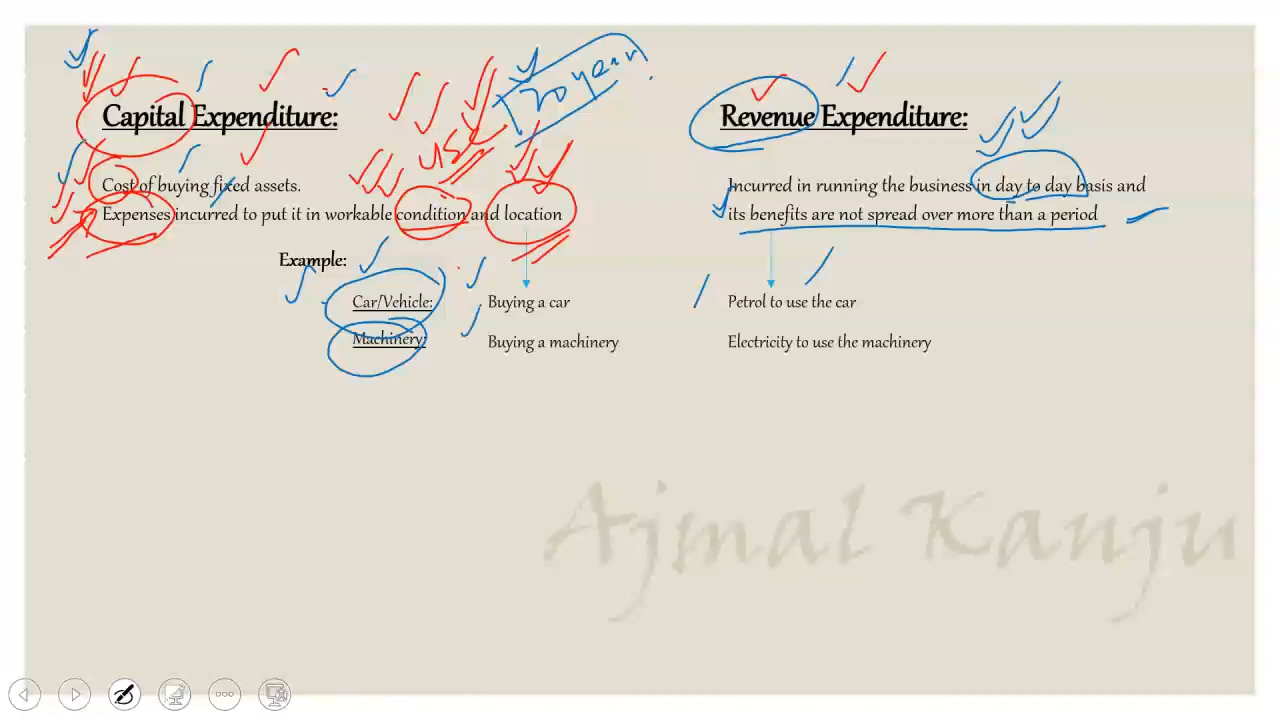 Capital Expenditure:
Cost of buying fixed assets.
Expenses incurred to put it in workable condition and location
use
20 years
Revenue Expenditure:
Incurred in running the business in day to day basis and
its benefits are not spread over more than a period
Example:
Car/Vehicle: Buying a car Petrol to use the car
Machinery: Buying a machinery Electricity to use the machinery
Ajmal Kanju